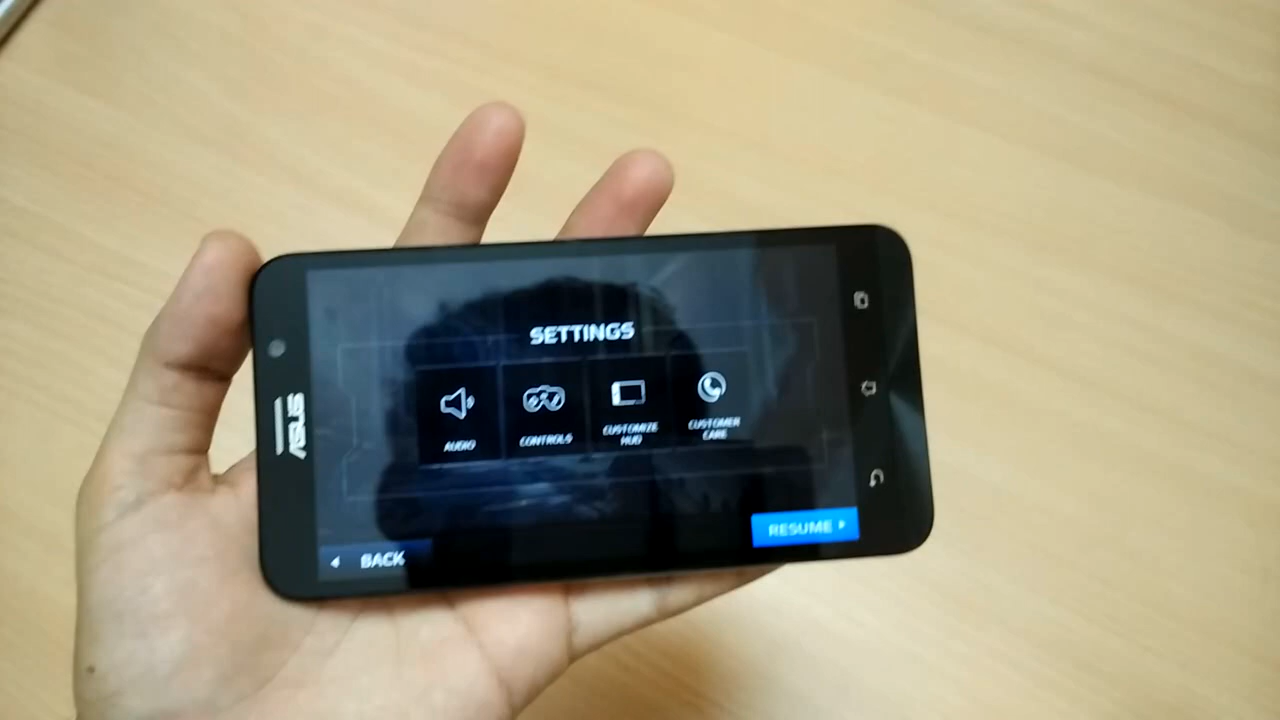 ASUS
SETTINGS
AUDIO
CONTROLS
CUSTOMIZE
HUD
CUSTOMER
CARE
RESUME
BACK